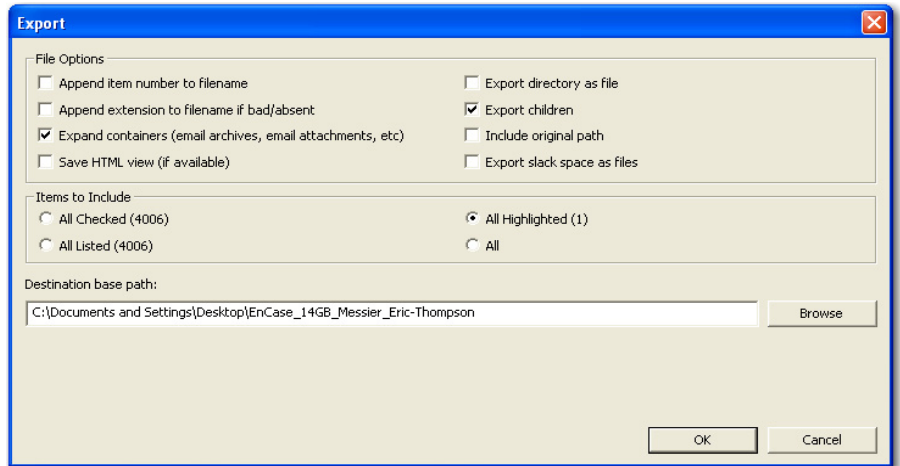 Export
File Options
Append item number to filename
Export directory as file
Append extension to filename if bad/absent
Export children
Expand containers (email archives, email attachments, etc)
Include original path
Save HTML view (if available)
Export slack space as files
Items to Include
All Checked (4006)
All Highlighted (1)
All Listed (4006)
All
Destination base path:
C:\Documents and Settings\Desktop\EnCase_14GB_Messier_Eric-Thompson
Browse
OK
Cancel